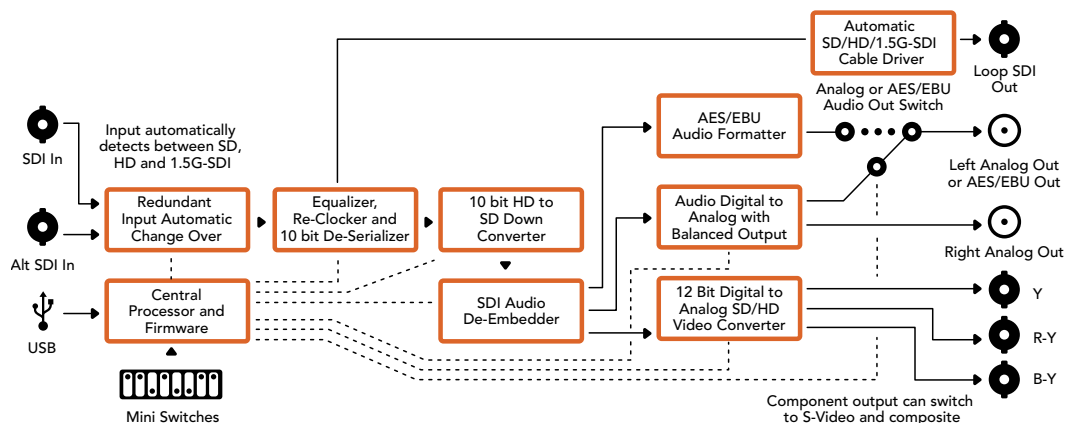 Automatic
SD/HD/1.5G-SDI
Cable Driver
Loop SDI
Out
Analog or AES/EBU
Audio Out Switch
SDI In
Input automatically
detects between SD,
HD and 1.5G-SDI
AES/EBU
Audio Formatter
Left Analog Out
or AES/EBU Out
Alt SDI In
Redundant
Input Automatic
Change Over
Equalizer,
Re-Clocker and
10 bit De-Serializer
10 bit HD to
SD Down
Converter
Audio Digital to
Analog with
Balanced Output
Right Analog Out
USB
Central
Processor and
Firmware
SDI Audio
De-Embedder
12 Bit Digital to
Analog SD/HD
Video Converter
Y
R-Y
B-Y
Mini Switches
Component output can switch
to S-Video and composite